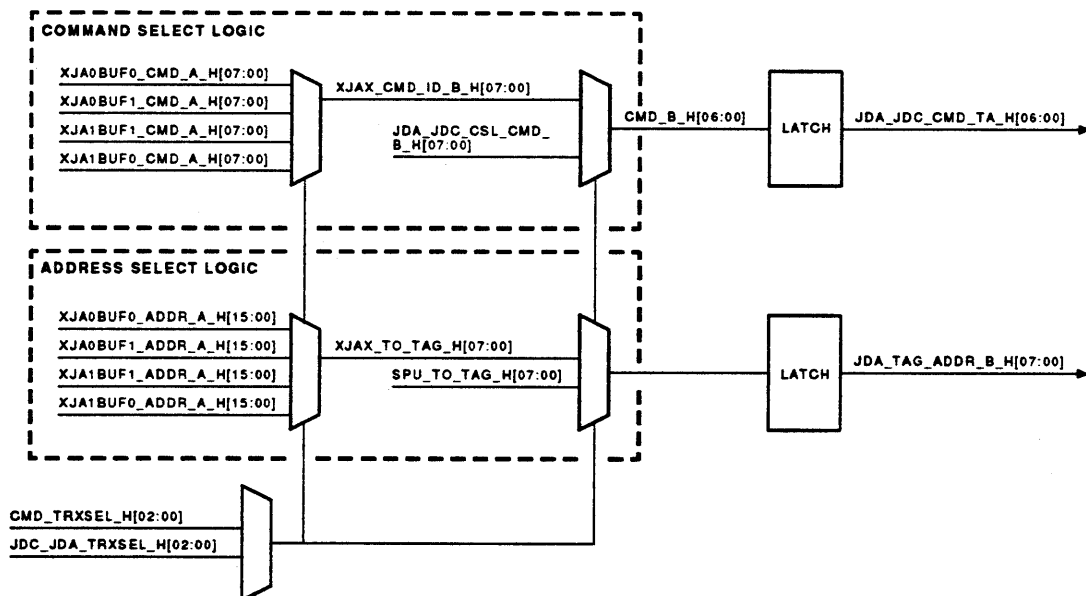 COMMAND SELECT LOGIC
XJA0BUF0_CMD_A_H[07:00]
XJA0BUF1_CMD_A_H[07:00]
XJA1BUF1_CMD_A_H[07:00]
XJA1BUF0_CMD_A_H[07:00]
XJAX_CMD_ID_B_H[07:00]
JDA_JDC_CSL_CMD_
B_H[07:00]
CMD_B_H[06:00]
LATCH
JDA_JDC_CMD_TA_H[06:00]
ADDRESS SELECT LOGIC
XJA0BUF0_ADDR_A_H[15:00]
XJA0BUF1_ADDR_A_H[15:00]
XJA1BUF1_ADDR_A_H[15:00]
XJA1BUF0_ADDR_A_H[15:00]
XJAX_TO_TAG_H[07:00]
SPU_TO_TAG_H[07:00]
LATCH
JDA_TAG_ADDR_B_H[07:00]
CMD_TRXSEL_H[02:00]
JDC_JDA_TRXSEL_H[02:00]